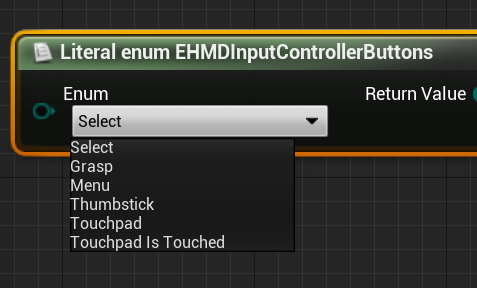 Literal enum EHMDInputControllerButtons
Enum
Return Value
Select
Select
Grasp
Menu
Thumbstick
Touchpad
Touchpad Is Touched